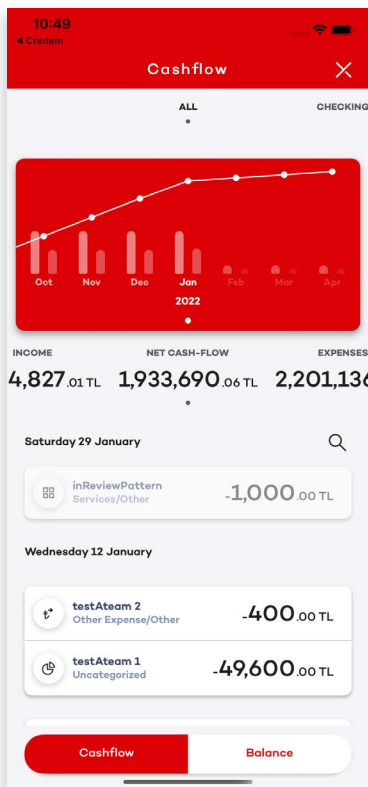 10:49
◀ Credem
Cashflow
ALL
CHECKING
Oct Nov Dec Jan Feb Mar Apr
2022
INCOME NET CASH-FLOW EXPENSES
4,827.01 TL 1,933,690.06 TL 2,201,136
Saturday 29 January
inReviewPattern
Services/Other
-1,000.00 TL
Wednesday 12 January
testAteam 2
Other Expense/Other
-400.00 TL
testAteam 1
Uncategorized
-49,600.00 TL
Cashflow Balance